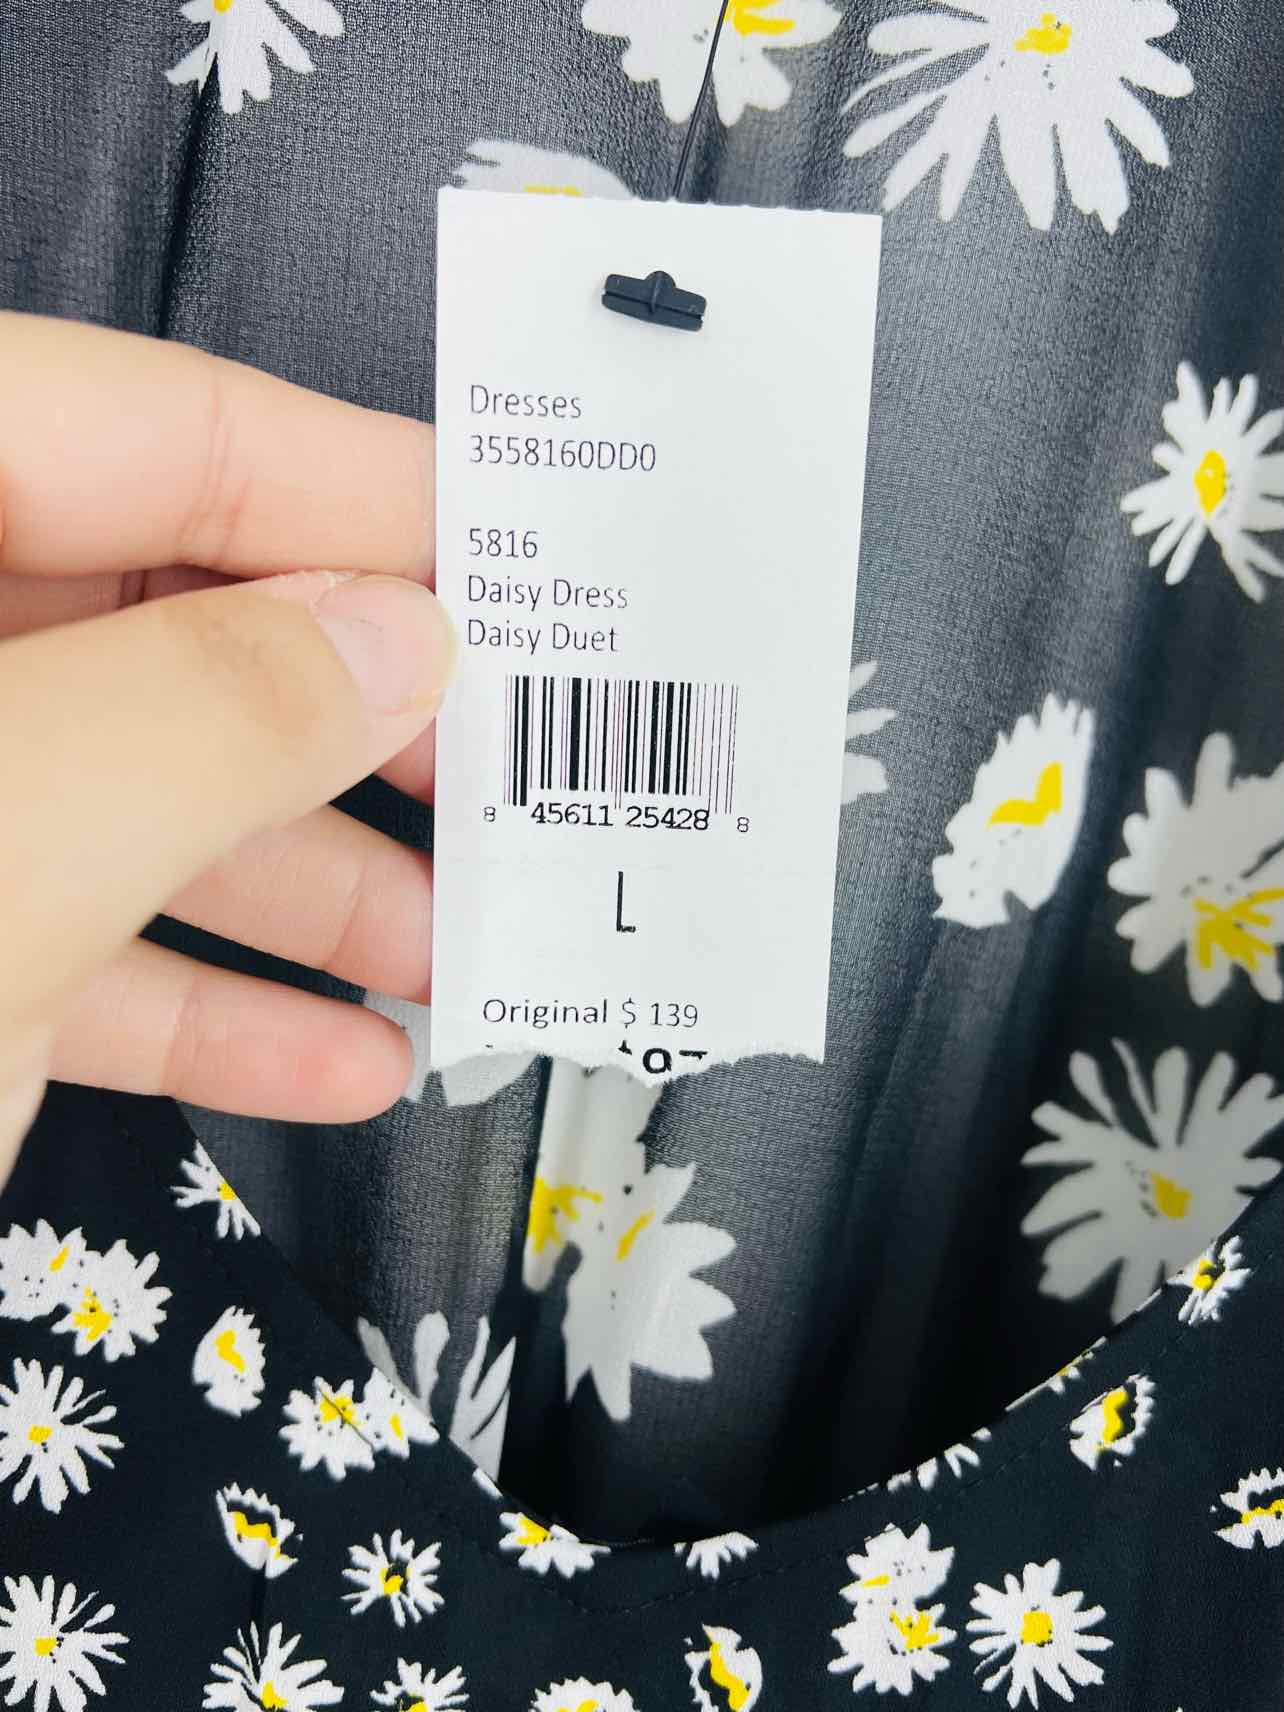 Dresses
3558160DD0
5816
Daisy Dress
Daisy Duet
8 45611 25428 8
L
Original $ 139